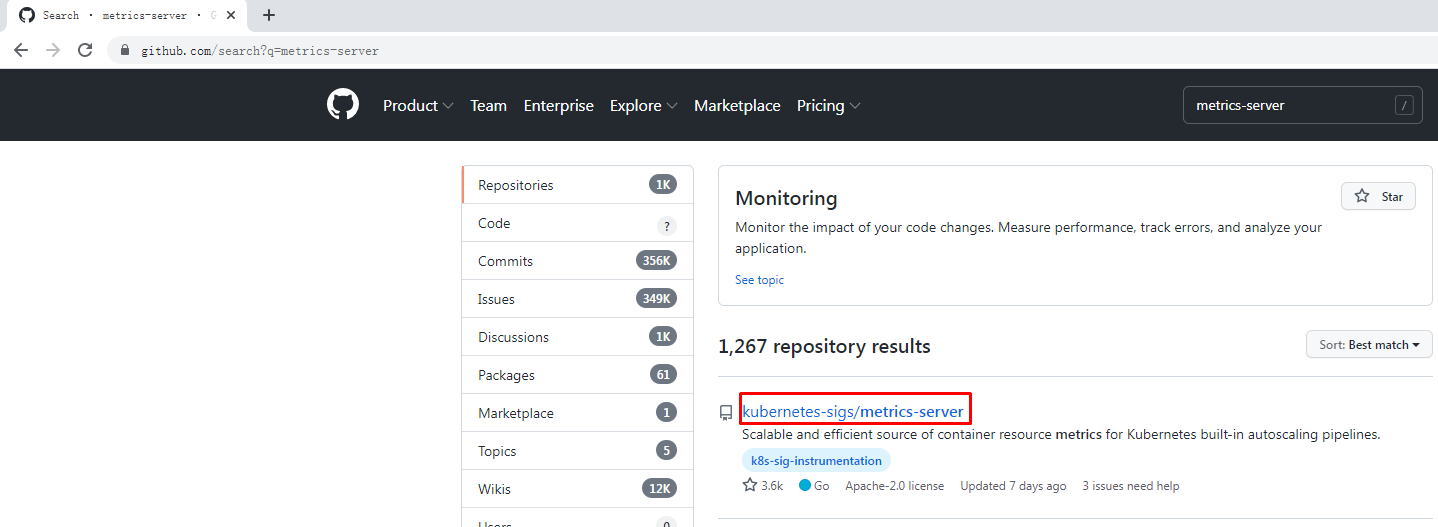 Search · metrics-server · G
github.com/search?q=metrics-server
Product Team Enterprise Explore Marketplace Pricing
metrics-server /
Repositories 1K
Code ?
Commits 356K
Issues 349K
Discussions 1K
Packages 61
Marketplace 1
Topics 5
Wikis 12K
Users 0
Monitoring
Star
Monitor the impact of your code changes. Measure performance, track errors, and analyze your
application.
See topic
1,267 repository results
Sort: Best match
kubernetes-sigs/metrics-server
Scalable and efficient source of container resource metrics for Kubernetes built-in autoscaling pipelines.
k8s-sig-instrumentation
3.6k Go Apache-2.0 license Updated 7 days ago 3 issues need help